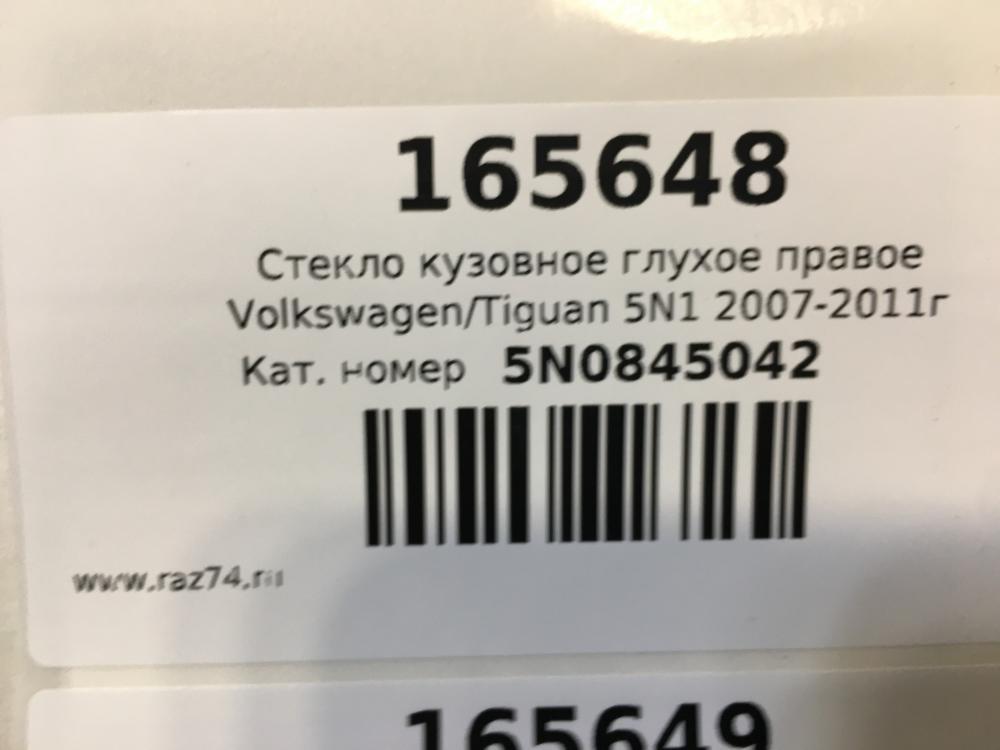 165648
Стекло кузовное глухое правое
Volkswagen/Tiguan 5N1 2007-2011г
Кат. номер 5N0845042
www.raz74.ru
165649